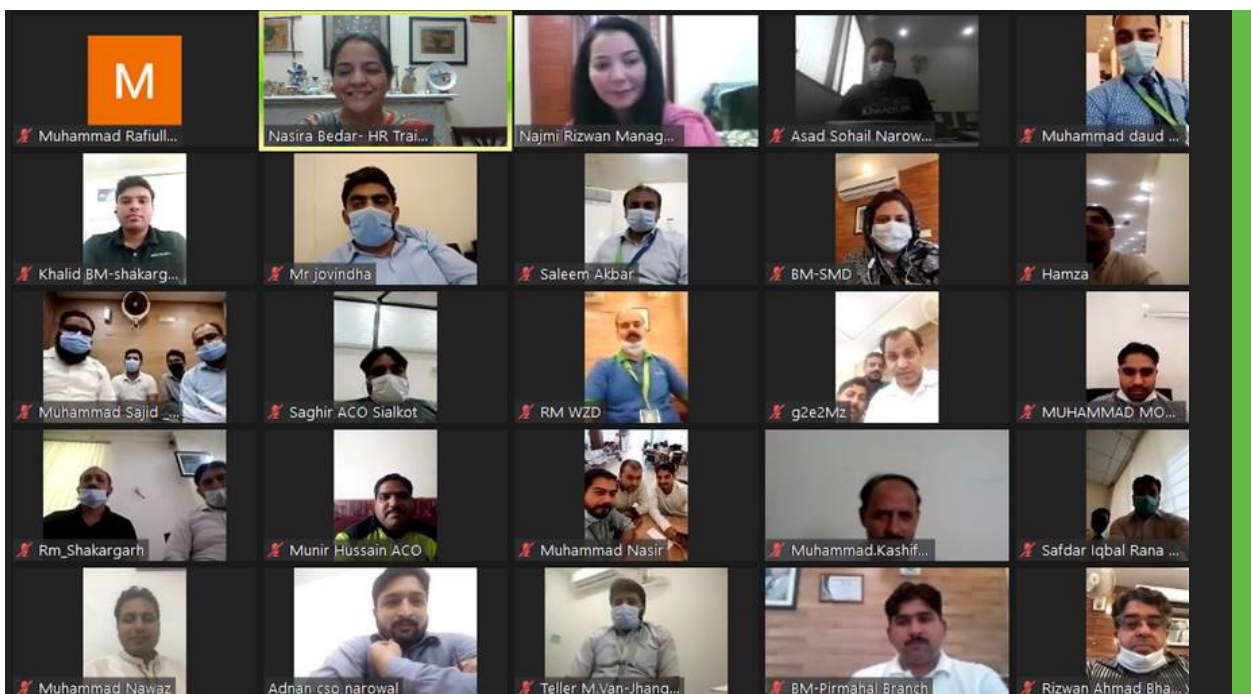 M
Muhammad Rafiull...
Nasira Bedar- HR Trai...
Najmi Rizwan Manag...
Asad Sohail Narow...
Muhammad daud ...
Khalid BM-shakarg...
Mr jovindha
Saleem Akbar
BM-SMD
Hamza
Muhammad Sajid _...
Saghir ACO Sialkot
RM WZD
g2e2Mz
MUHAMMAD MO...
Rm_Shakargarh
Munir Hussain ACO
Muhammad Nasir
Muhammad.Kashif...
Safdar Iqbal Rana ...
Muhammad Nawaz
Adnan cso narowal
Teller M.Van-Jhang...
BM-Pirmahal Branch
Rizwan Ahmad Bha...